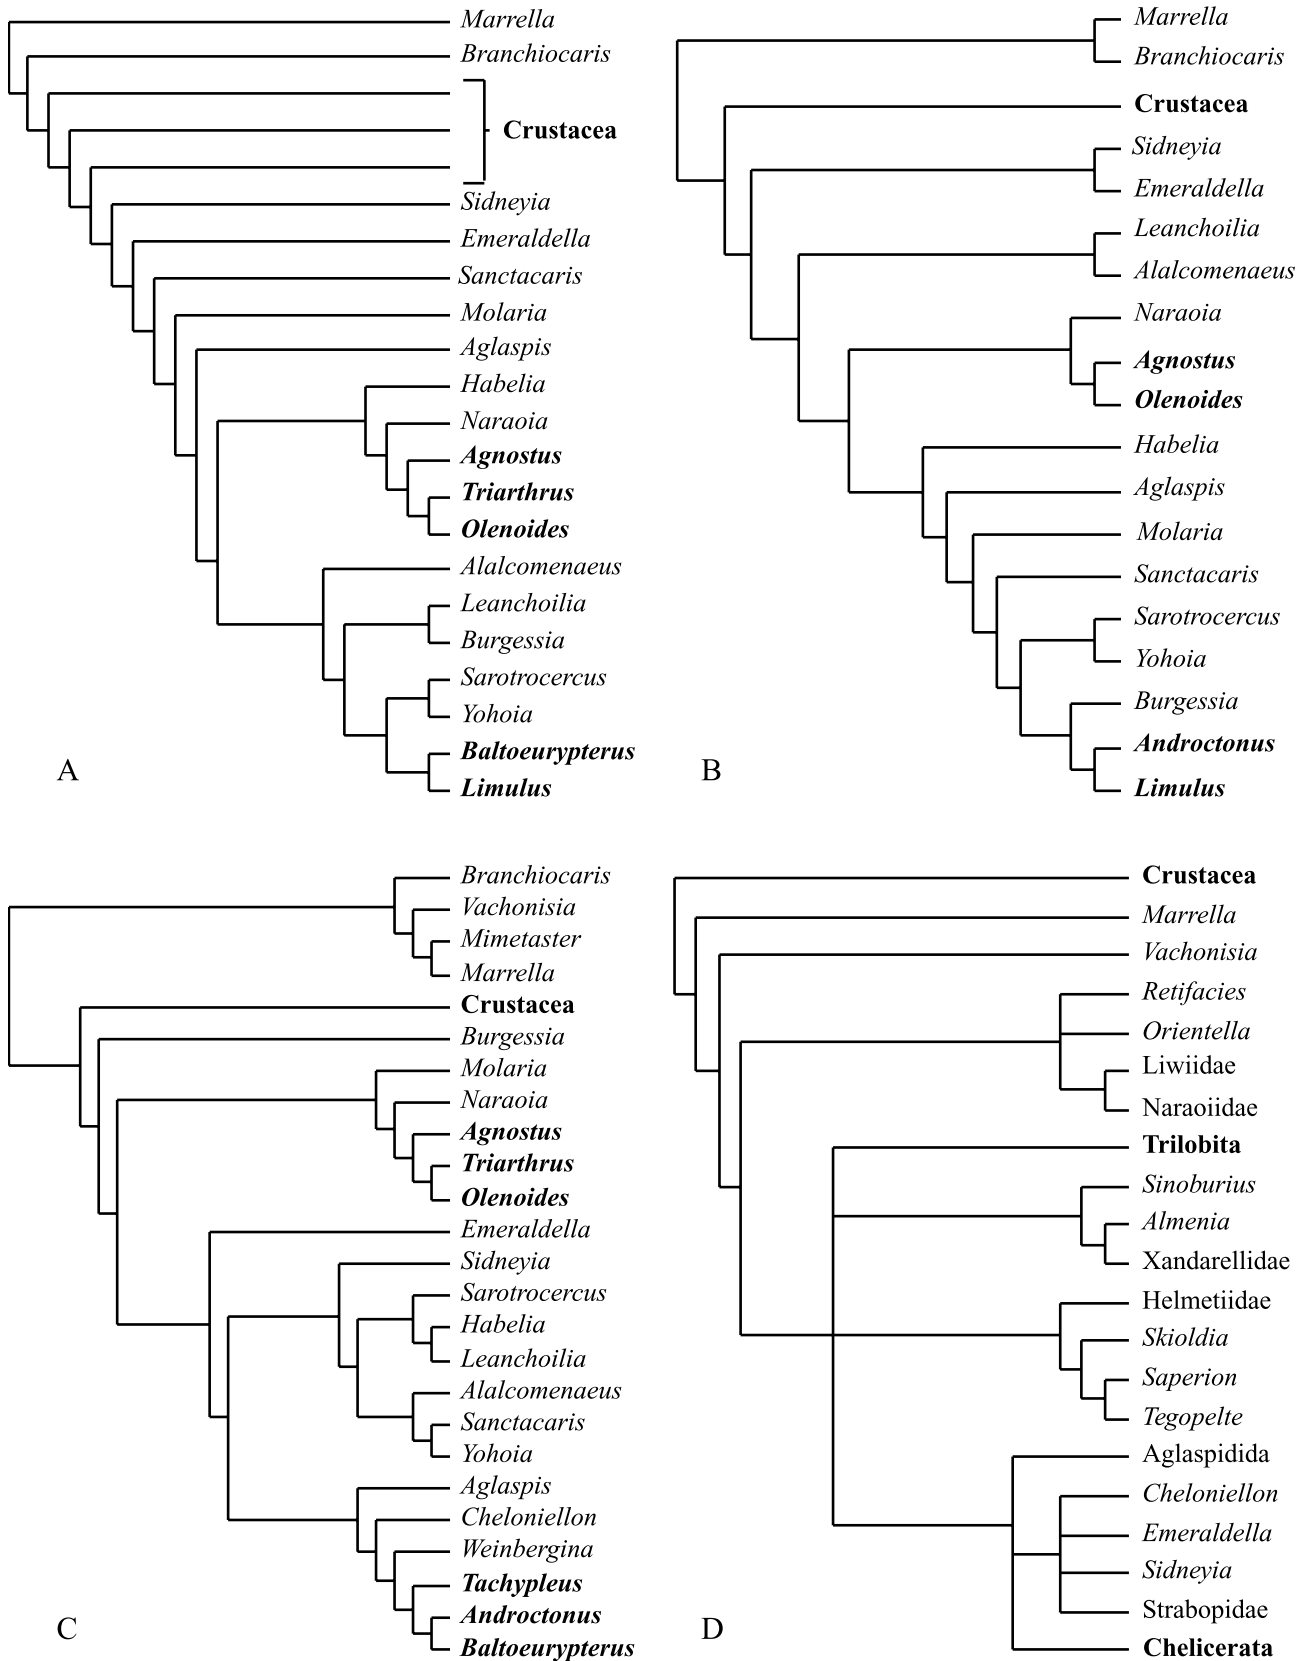 Marrella
Branchiocaris
Crustacea
Sidneyia
Emeraldella
Sanctacaris
Molaria
Aglaspis
Habelia
Naraoia
Agnostus
Triarthrus
Olenoides
Alalcomenaeus
Leanchoilia
Burgessia
Sarotrocercus
Yohoia
Baltoeurypterus
Limulus
A
Marrella
Branchiocaris
Crustacea
Sidneyia
Emeraldella
Leanchoilia
Alalcomenaeus
Naraoia
Agnostus
Olenoides
Habelia
Aglaspis
Molaria
Sanctacaris
Sarotrocercus
Yohoia
Burgessia
Androctonus
Limulus
B
Branchiocaris
Vachonisia
Mimetaster
Marrella
Crustacea
Burgessia
Molaria
Naraoia
Agnostus
Triarthrus
Olenoides
Emeraldella
Sidneyia
Sarotrocercus
Habelia
Leanchoilia
Alalcomenaeus
Sanctacaris
Yohoia
Aglaspis
Cheloniellon
Weinbergina
Tachypleus
Androctonus
Baltoeurypterus
C
Crustacea
Marrella
Vachonisia
Retifacies
Orientella
Liwiidae
Naraoiidae
Trilobita
Sinoburius
Almenia
Xandarellidae
Helmetiidae
Skioldia
Saperion
Tegopelte
Aglaspidida
Cheloniellon
Emeraldella
Sidneyia
Strabopidae
Chelicerata
D